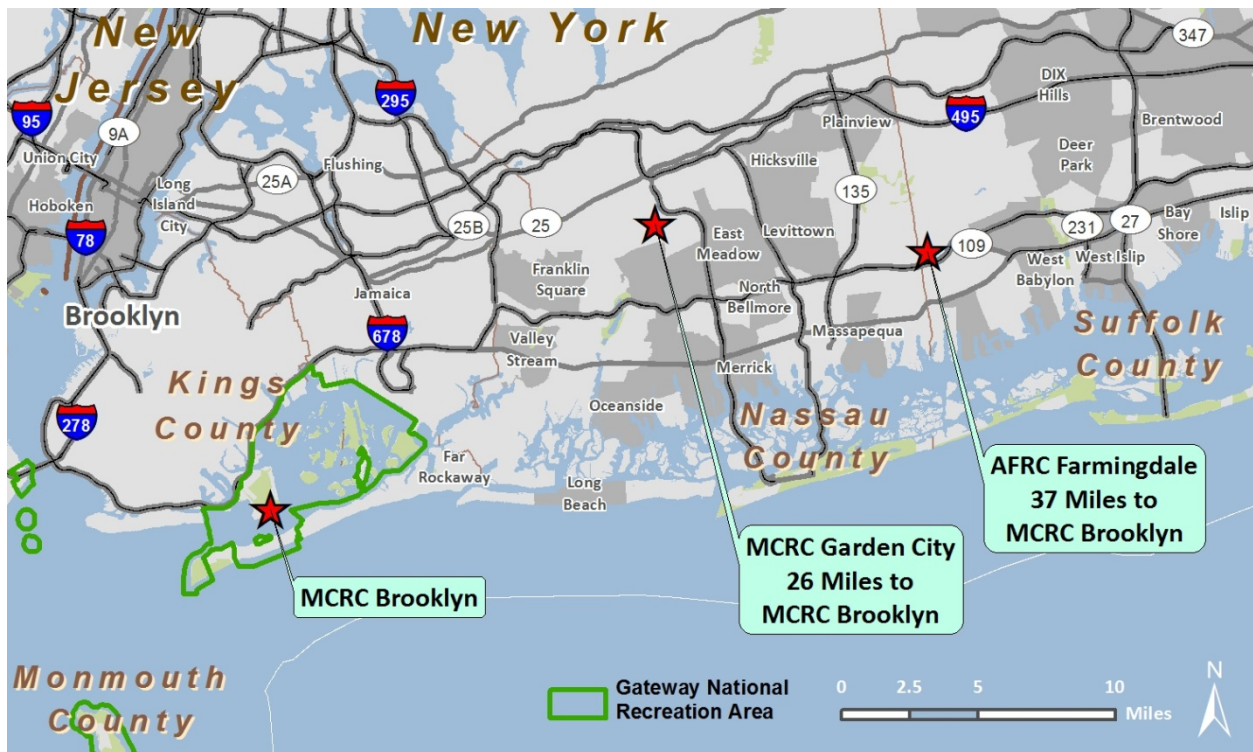 New
Jersey
New York
347
295
95
9A
495
DIX
Hills
Plainview
Brentwood
Union City
Flushing
Hicksville
Deer
Park
25A
Long
Island
City
135
Hoboken
78
25B
25
East
Meadow
Levittown
109
231
27
Bay
Shore
Islip
Franklin
Square
West
Babylon
West Islip
Jamaica
North
Bellmore
Brooklyn
678
Valley
Stream
Massapequa
Suffolk
County
Merrick
Kings
County
Oceanside
Nassau
County
278
Far
Rockaway
Long
Beach
AFRC Farmingdale
37 Miles to
MCRC Brooklyn
MCRC Garden City
26 Miles to
MCRC Brooklyn
MCRC Brooklyn
Monmouth
County
Gateway National
Recreation Area
0 2.5 5 10
Miles
N